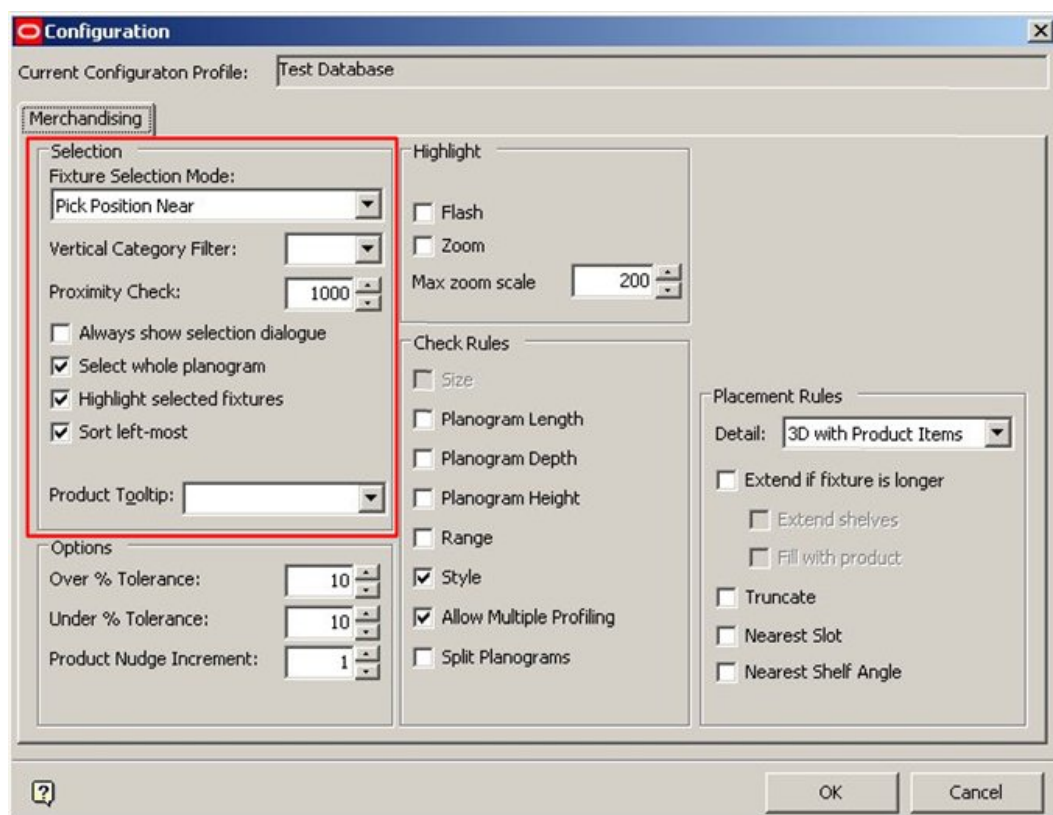 Configuration
Current Configuraton Profile: Test Database
Merchandising
Selection
Fixture Selection Mode:
Pick Position Near
Vertical Category Filter:
Proximity Check: 1000
Always show selection dialogue
Select whole planogram
Highlight selected fixtures
Sort left-most
Product Tooltip:
Options
Over % Tolerance: 10
Under % Tolerance: 10
Product Nudge Increment: 1
Highlight
Flash
Zoom
Max zoom scale 200
Check Rules
Size
Planogram Length
Planogram Depth
Planogram Height
Range
Style
Allow Multiple Profiling
Split Planograms
Placement Rules
Detail: 3D with Product Items
Extend if fixture is longer
Extend shelves
Fill with product
Truncate
Nearest Slot
Nearest Shelf Angle
OK Cancel